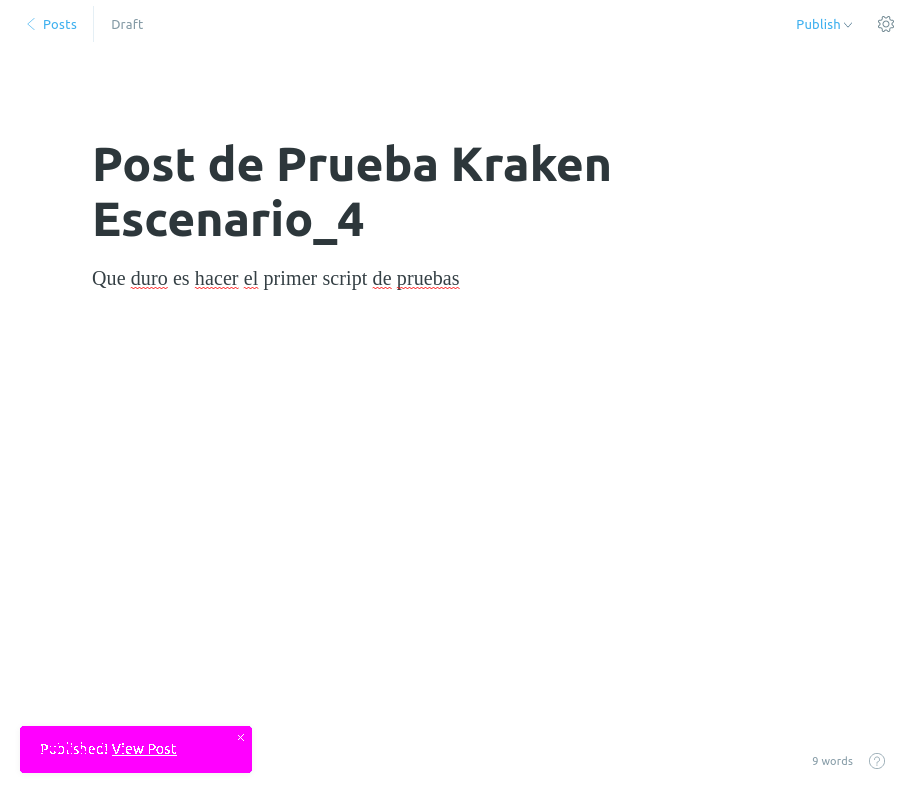 Posts Draft Publish
Post de Prueba Kraken
Escenario_4
Que duro es hacer el primer script de pruebas
Published! View Post
9 words